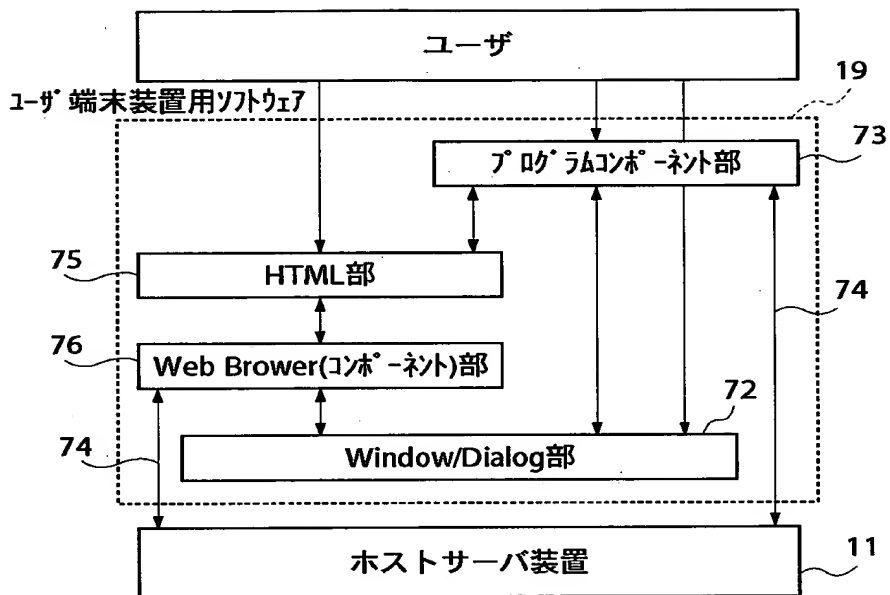 ユーザ
ﾕｰｻﾞ端末装置用ｿﾌﾄｳｪｱ
19
ﾌﾟﾛｸﾞﾗﾑｺﾝﾎﾟｰﾈﾝﾄ部
73
75
HTML部
74
76
Web Brower(ｺﾝﾎﾟｰﾈﾝﾄ)部
72
74
Window/Dialog部
ホストサーバ装置
11